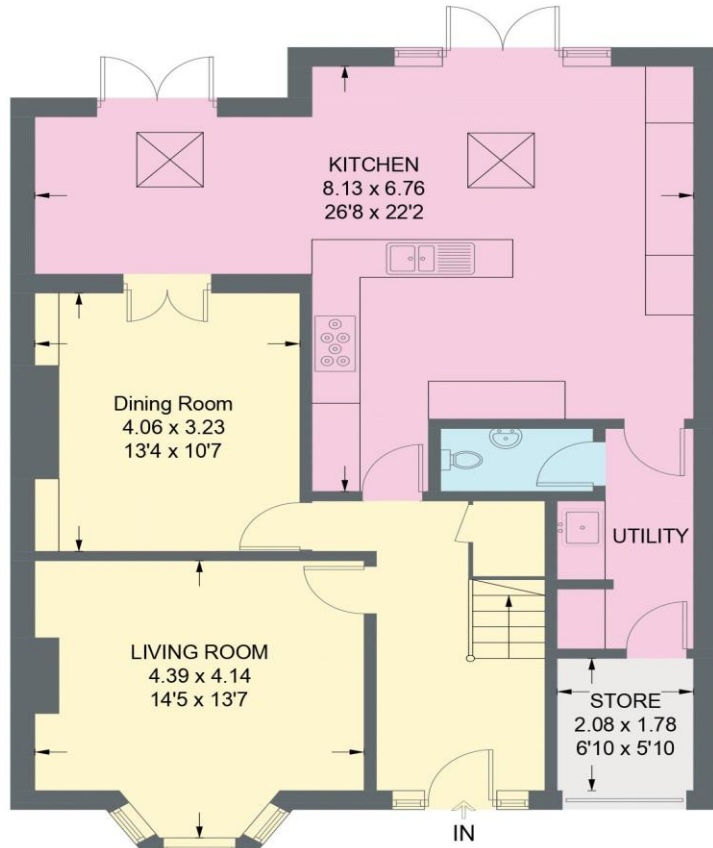 KITCHEN
8.13 x 6.76
26'8 x 22'2
Dining Room
4.06 x 3.23
13'4 x 10'7
UTILITY
LIVING ROOM
4.39 x 4.14
14'5 x 13'7
STORE
2.08 x 1.78
6'10 x 5'10
IN